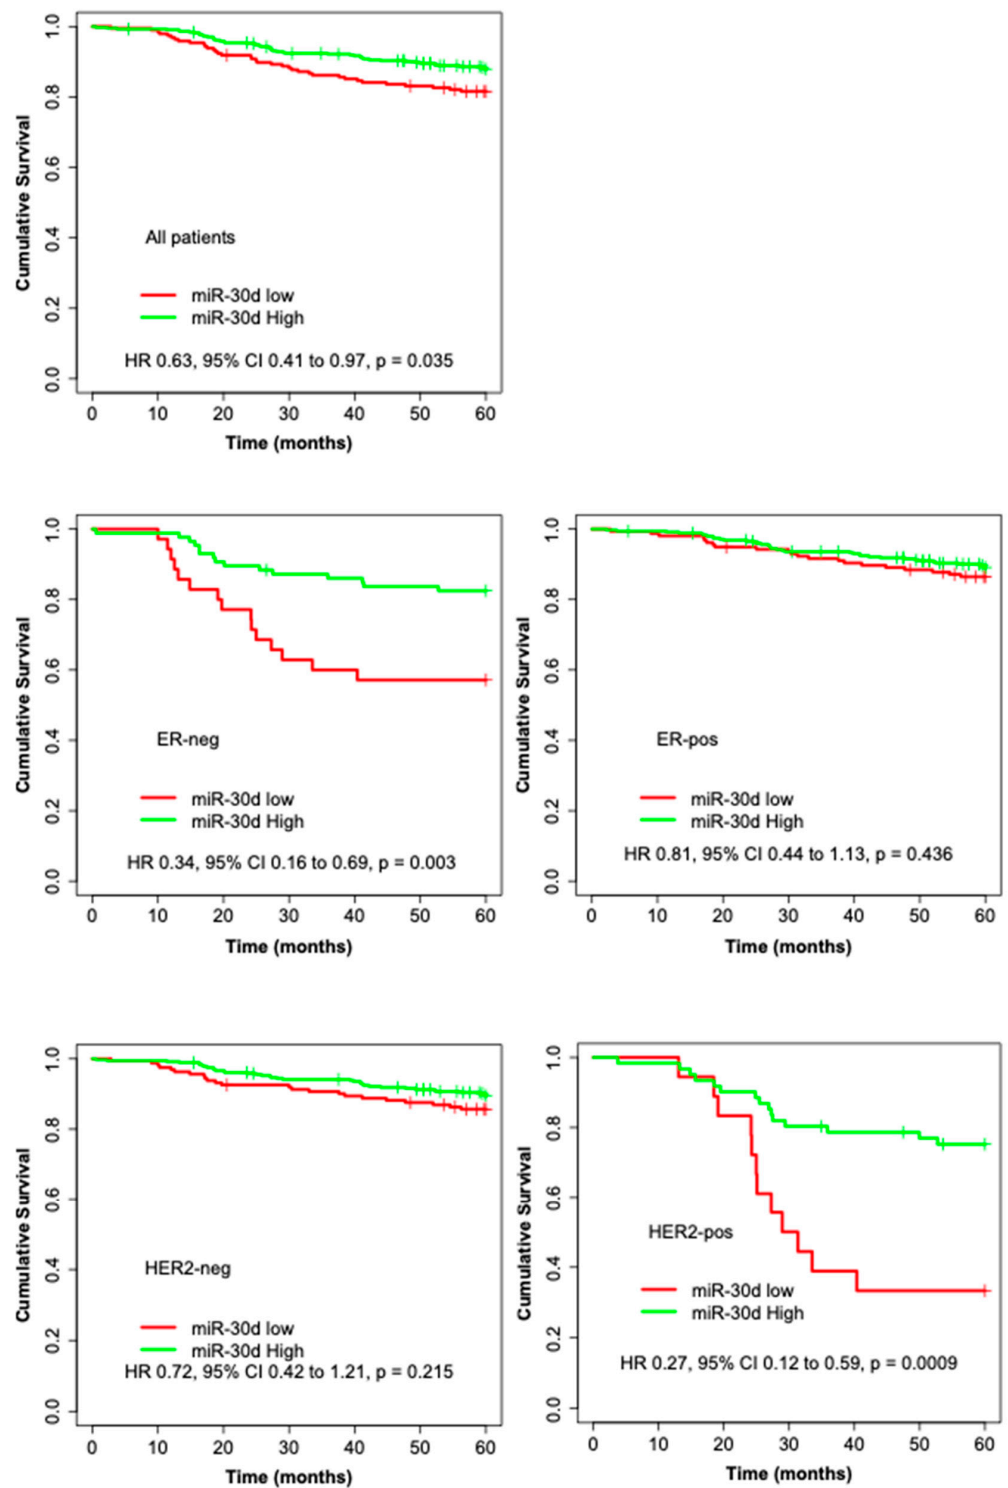 Cumulative Survival
1.0
0.8
0.6
0.4
0.2
0.0
All patients
miR-30d low
miR-30d High
HR 0.63, 95% CI 0.41 to 0.97, p = 0.035
0 10 20 30 40 50 60
Time (months)
Cumulative Survival
1.0
0.8
0.6
0.4
0.2
0.0
ER-neg
miR-30d low
miR-30d High
HR 0.34, 95% CI 0.16 to 0.69, p = 0.003
0 10 20 30 40 50 60
Time (months)
Cumulative Survival
1.0
0.8
0.6
0.4
0.2
0.0
ER-pos
miR-30d low
miR-30d High
HR 0.81, 95% CI 0.44 to 1.13, p = 0.436
0 10 20 30 40 50 60
Time (months)
Cumulative Survival
1.0
0.8
0.6
0.4
0.2
0.0
HER2-neg
miR-30d low
miR-30d High
HR 0.72, 95% CI 0.42 to 1.21, p = 0.215
0 10 20 30 40 50 60
Time (months)
Cumulative Survival
1.0
0.8
0.6
0.4
0.2
0.0
HER2-pos
miR-30d low
miR-30d High
HR 0.27, 95% CI 0.12 to 0.59, p = 0.0009
0 10 20 30 40 50 60
Time (months)